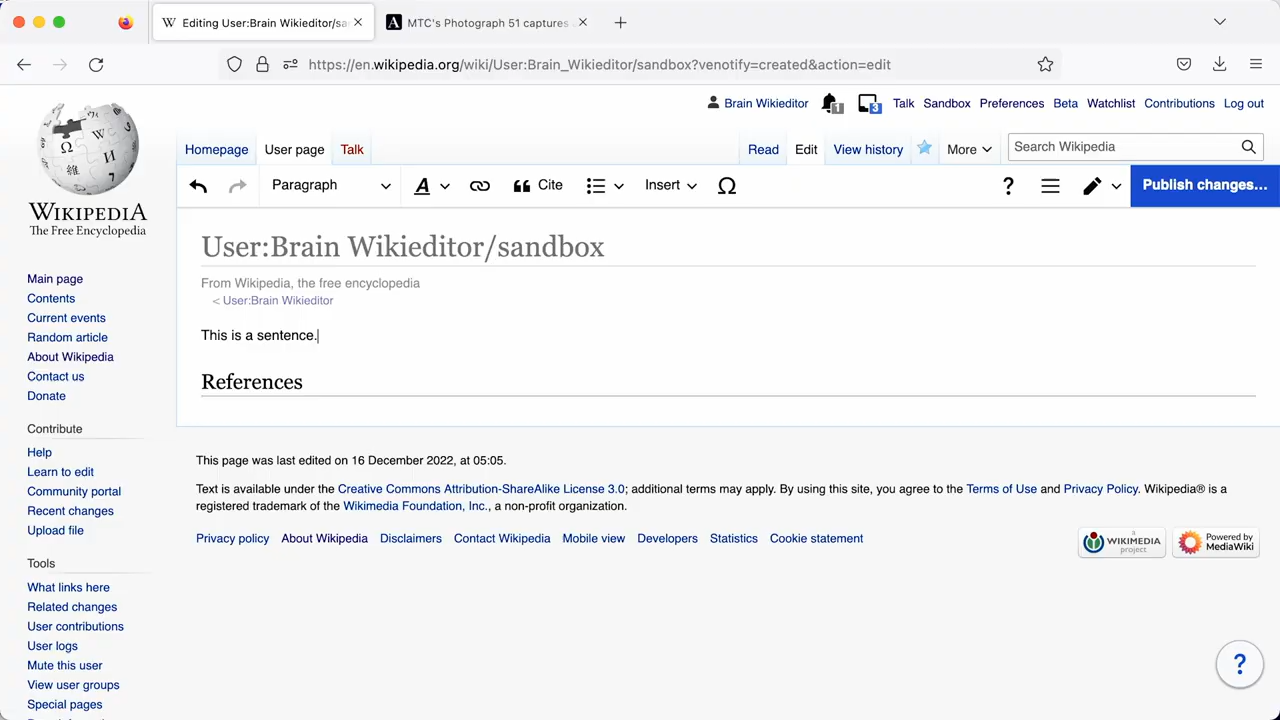 Editing User:Brain Wikieditor/sa
MTC's Photograph 51 captures
https://en.wikipedia.org/wiki/User:Brain_Wikieditor/sandbox?venotify=created&action=edit
Brain Wikieditor 1 3 Talk Sandbox Preferences Beta Watchlist Contributions Log out
Homepage User page Talk Read Edit View history More Search Wikipedia
Paragraph A Cite Insert Ω ? Publish changes...
WIKIPEDIA
The Free Encyclopedia
Main page
Contents
Current events
Random article
About Wikipedia
Contact us
Donate
Contribute
Help
Learn to edit
Community portal
Recent changes
Upload file
Tools
What links here
Related changes
User contributions
User logs
Mute this user
View user groups
Special pages
User:Brain Wikieditor/sandbox
From Wikipedia, the free encyclopedia
< User:Brain Wikieditor
This is a sentence.
References
This page was last edited on 16 December 2022, at 05:05.
Text is available under the Creative Commons Attribution-ShareAlike License 3.0; additional terms may apply. By using this site, you agree to the Terms of Use and Privacy Policy. Wikipedia® is a
registered trademark of the Wikimedia Foundation, Inc., a non-profit organization.
Privacy policy About Wikipedia Disclaimers Contact Wikipedia Mobile view Developers Statistics Cookie statement
a
WIKIMEDIA
project
Powered by
MediaWiki
?